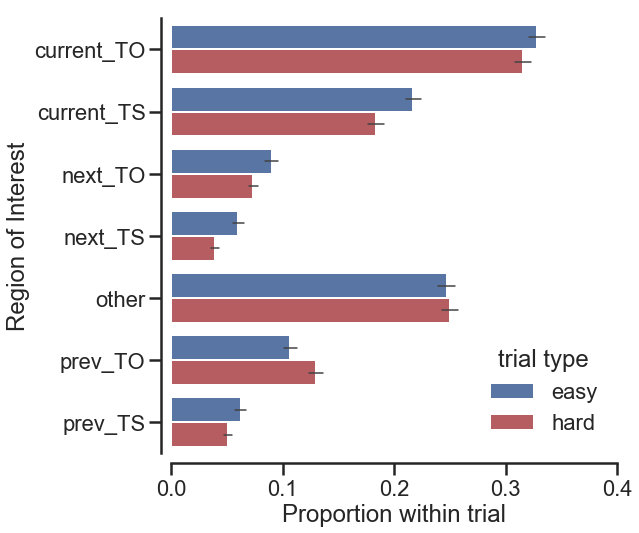 Region of Interest
current_TO
current_TS
next_TO
next_TS
other
prev_TO
prev_TS
trial type
easy
hard
0.0 0.1 0.2 0.3 0.4
Proportion within trial